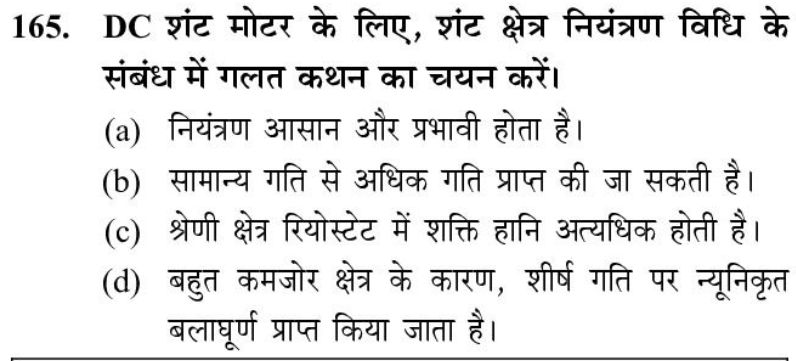 165. DC शंट मोटर के लिए, शंट क्षेत्र नियंत्रण विधि के
संबंध में गलत कथन का चयन करें।
(a) नियंत्रण आसान और प्रभावी होता है।
(b) सामान्य गति से अधिक गति प्राप्त की जा सकती है।
(c) श्रेणी क्षेत्र रियोस्टेट में शक्ति हानि अत्यधिक होती है।
(d) बहुत कमजोर क्षेत्र के कारण, शीर्ष गति पर न्यूनिकृत
बलाघूर्ण प्राप्त किया जाता है।